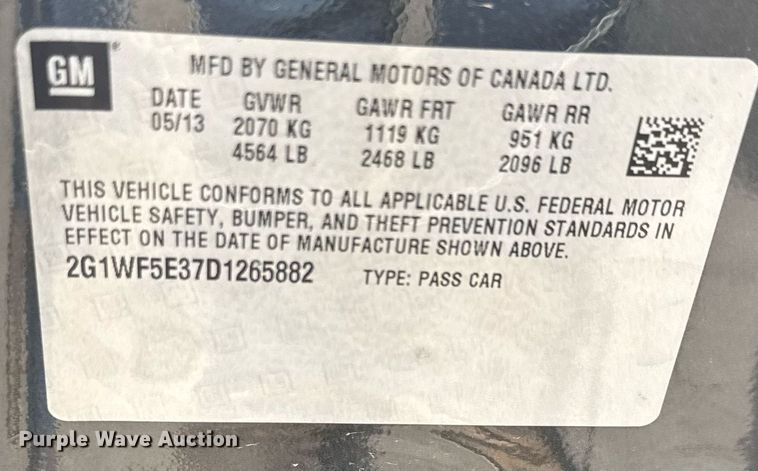 GM ®
MFD BY GENERAL MOTORS OF CANADA LTD.
DATE GVWR GAWR FRT GAWR RR
05/13 2070 KG 1119 KG 951 KG
4564 LB 2468 LB 2096 LB
THIS VEHICLE CONFORMS TO ALL APPLICABLE U.S. FEDERAL MOTOR
VEHICLE SAFETY, BUMPER, AND THEFT PREVENTION STANDARDS IN
EFFECT ON THE DATE OF MANUFACTURE SHOWN ABOVE.
2G1WF5E37D1265882 TYPE: PASS CAR
Purple Wave Auction